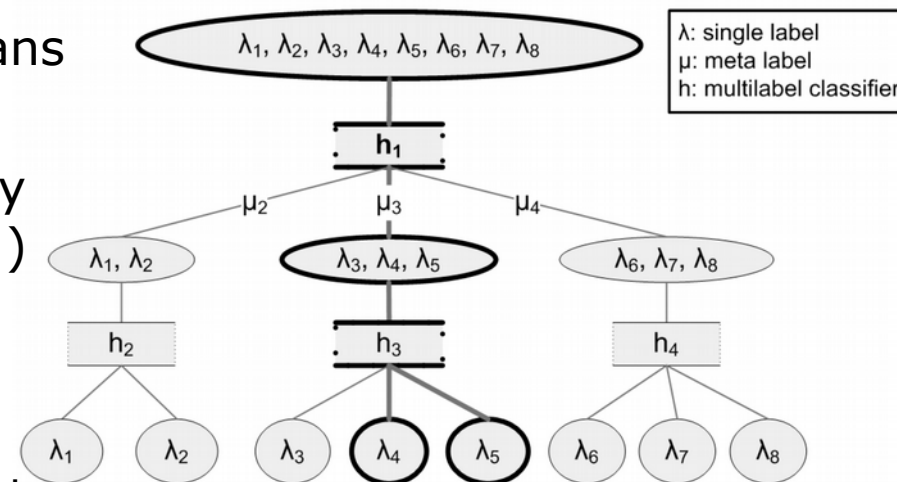 ans
λ₁, λ₂, λ₃, λ₄, λ₅, λ₆, λ₇, λ₈
λ: single label
μ: meta label
h: multilabel classifier
h₁
y
)
μ₂ μ₃ μ₄
λ₁, λ₂
λ₃, λ₄, λ₅
λ₆, λ₇, λ₈
h₂ h₃ h₄
λ₁ λ₂ λ₃ λ₄ λ₅ λ₆ λ₇ λ₈